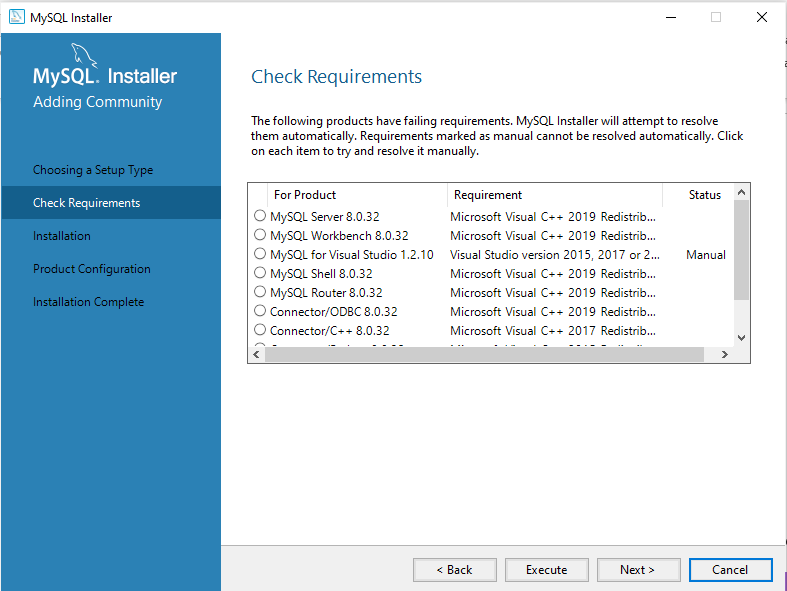 MySQL Installer
MySQL. Installer
Adding Community
Choosing a Setup Type
Check Requirements
Installation
Product Configuration
Installation Complete
Check Requirements
The following products have failing requirements. MySQL Installer will attempt to resolve
them automatically. Requirements marked as manual cannot be resolved automatically. Click
on each item to try and resolve it manually.
For Product Requirement Status
MySQL Server 8.0.32 Microsoft Visual C++ 2019 Redistrib...
MySQL Workbench 8.0.32 Microsoft Visual C++ 2019 Redistrib...
MySQL for Visual Studio 1.2.10 Visual Studio version 2015, 2017 or 2... Manual
MySQL Shell 8.0.32 Microsoft Visual C++ 2019 Redistrib...
MySQL Router 8.0.32 Microsoft Visual C++ 2019 Redistrib...
Connector/ODBC 8.0.32 Microsoft Visual C++ 2019 Redistrib...
Connector/C++ 8.0.32 Microsoft Visual C++ 2017 Redistrib...
< Back Execute Next > Cancel